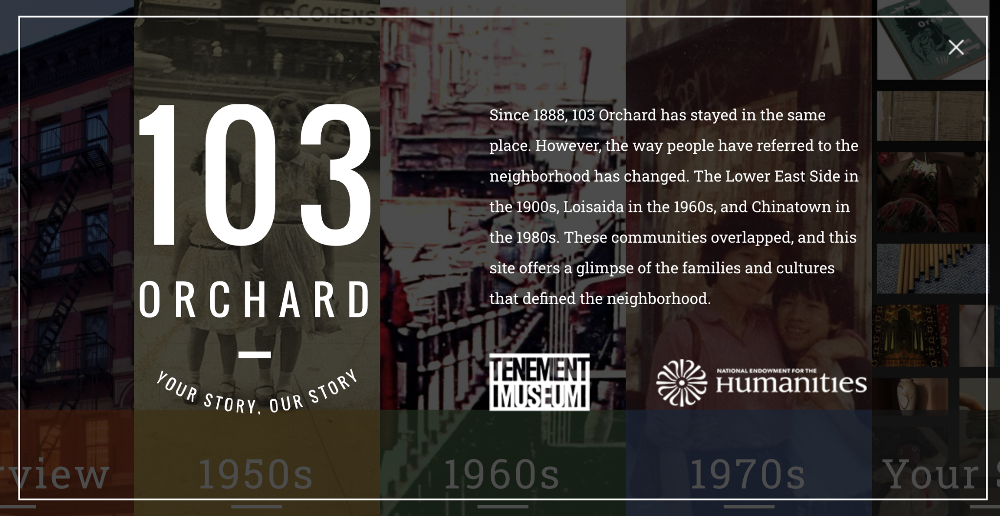 COHENS
A
Oregon
103
ORCHARD
YOUR STORY, OUR STORY
Since 1888, 103 Orchard has stayed in the same
place. However, the way people have referred to the
neighborhood has changed. The Lower East Side in
the 1900s, Loisaida in the 1960s, and Chinatown in
the 1980s. These communities overlapped, and this
site offers a glimpse of the families and cultures
that defined the neighborhood.
TENEMENT
MUSEUM
NATIONAL ENDOWMENT FOR THE
Humanities
rview
1950s
1960s
1970s
Your S